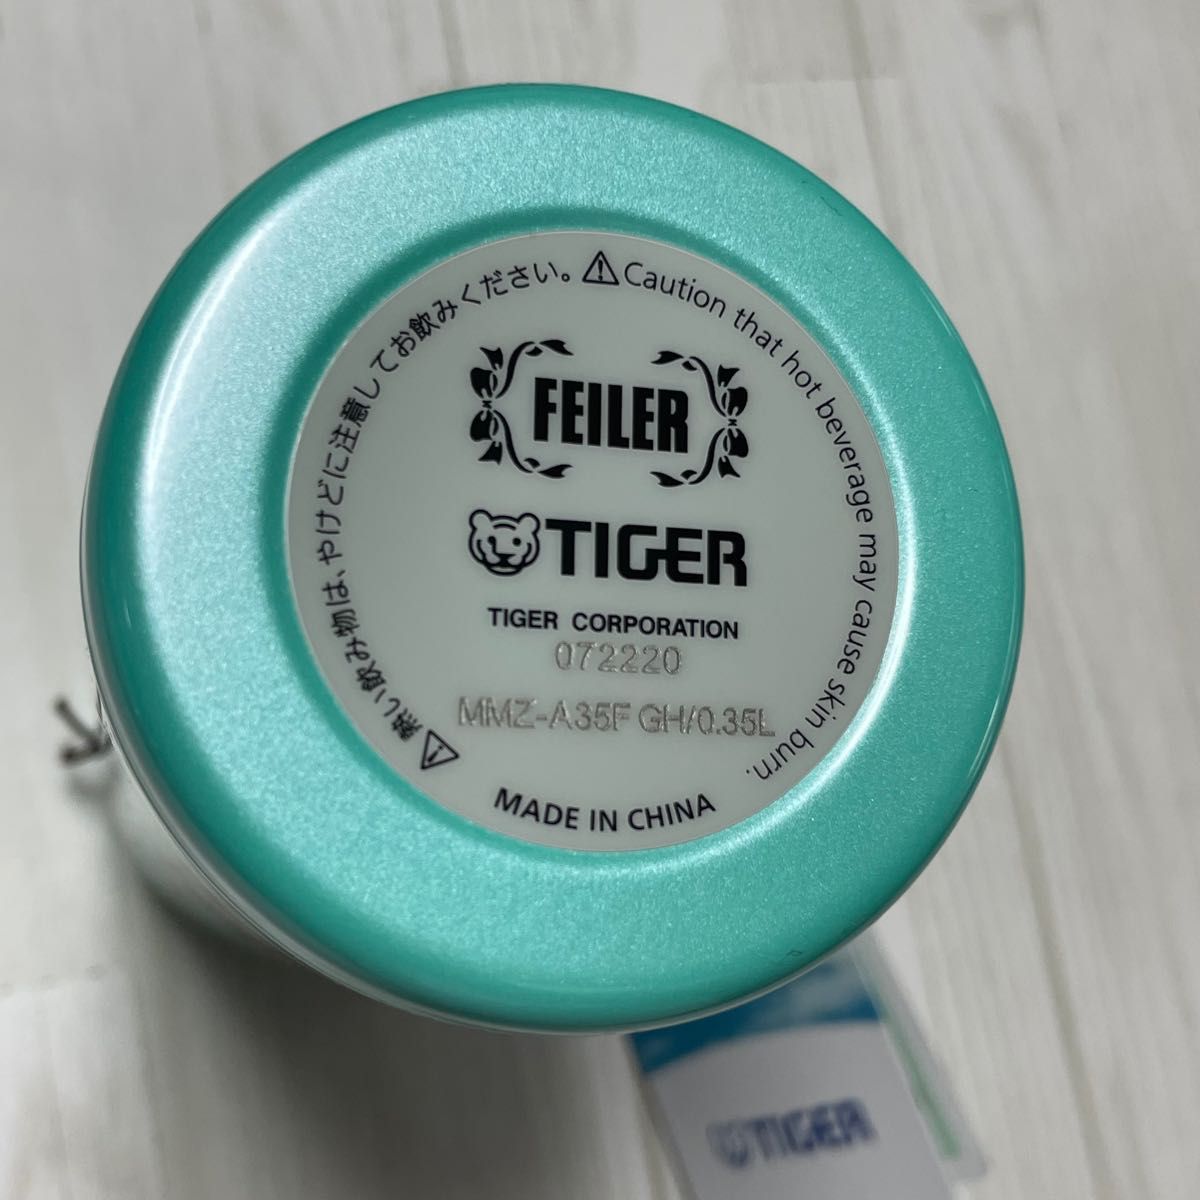 ⚠熱い飲み物は、やけどに注意してお飲みください。
⚠Caution that hot beverage may cause skin burn.
FEILER
TIGER
TIGER CORPORATION
072220
MMZ-A35F GH/0.35L
MADE IN CHINA
TIGER